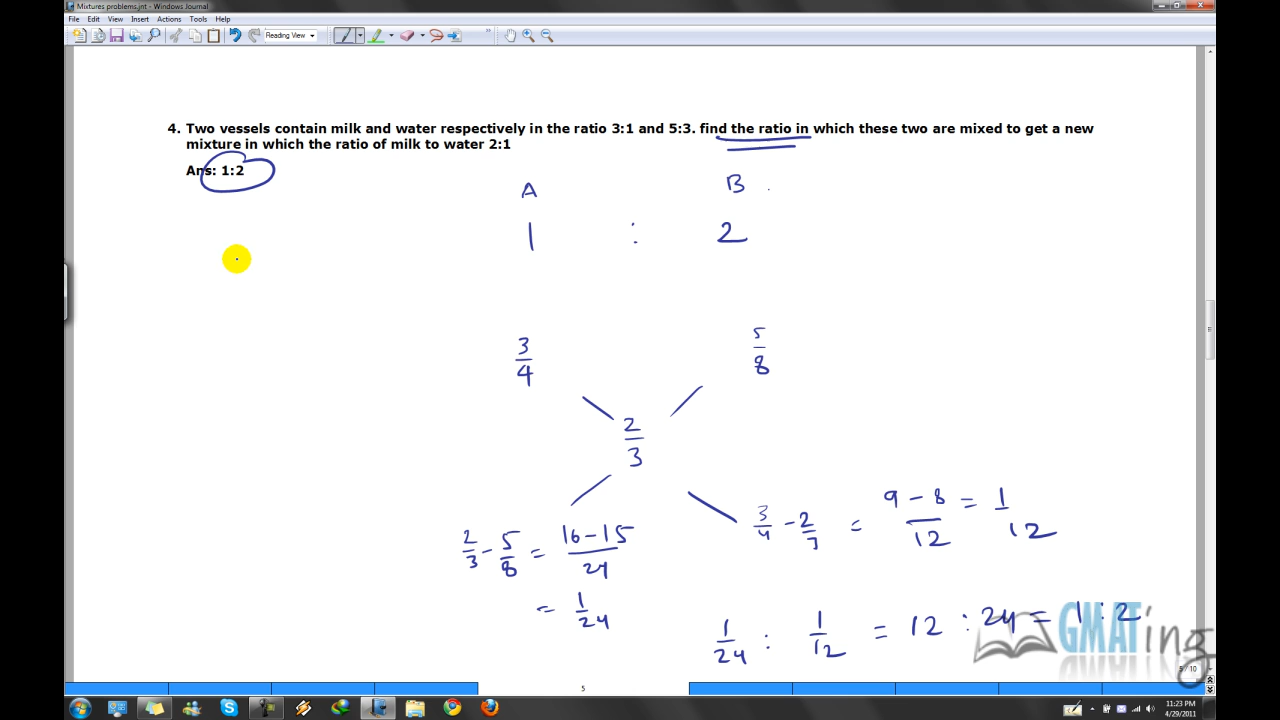 Mixtures problems.jnt - Windows Journal
File Edit View Insert Actions Tools Help
Reading View
4. Two vessels contain milk and water respectively in the ratio 3:1 and 5:3. find the ratio in which these two are mixed to get a new
mixture in which the ratio of milk to water 2:1
Ans: 1:2
A B
1 : 2
3/4 5/8
2/3
2/3 - 5/8 = 16-15/24
= 1/24
3/4 - 2/3 = 9-8/12 = 1/12
1/24 : 1/12 = 12 : 24 = 1 : 2
GMATing
5 / 10
5
11:23 PM
4/29/2011